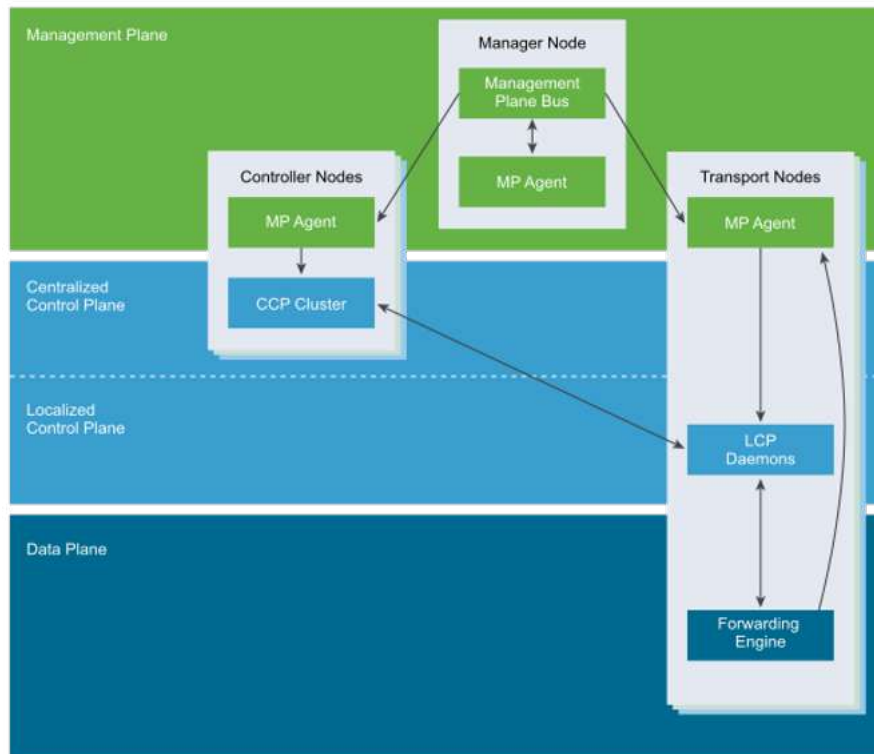 Management Plane
Manager Node
Management
Plane Bus
MP Agent
Controller Nodes
MP Agent
Transport Nodes
MP Agent
Centralized
Control Plane
CCP Cluster
Localized
Control Plane
LCP
Daemons
Data Plane
Forwarding
Engine